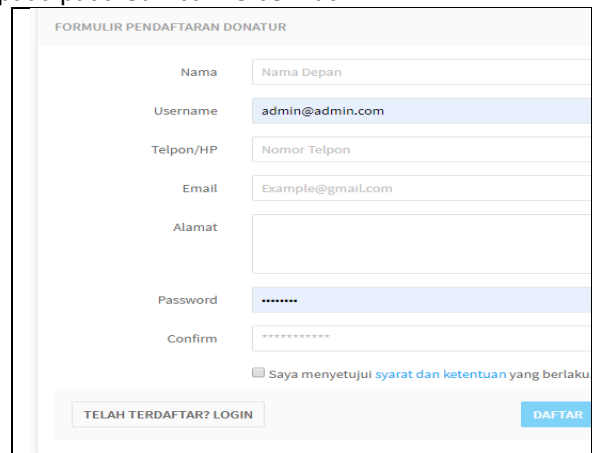 FORMULIR PENDAFTARAN DONATUR
Nama Nama Depan
Username admin@admin.com
Telpon/HP Nomor Telpon
Email Example@gmail.com
Alamat
Password ••••••••
Confirm ***********
Saya menyetujui syarat dan ketentuan yang berlaku.
TELAH TERDAFTAR? LOGIN DAFTAR